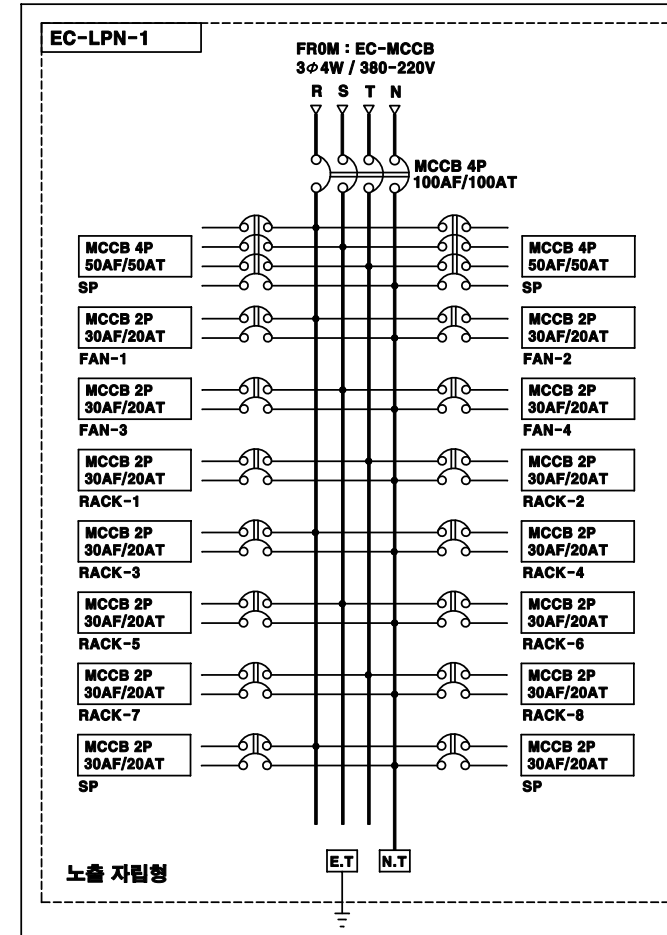 EC-LPN-1
FROM : EC-MCCB
3φ4W / 380-220V
R S T N
MCCB 4P
100AF/100AT
MCCB 4P
50AF/50AT
SP
MCCB 4P
50AF/50AT
SP
MCCB 2P
30AF/20AT
FAN-1
MCCB 2P
30AF/20AT
FAN-2
MCCB 2P
30AF/20AT
FAN-3
MCCB 2P
30AF/20AT
FAN-4
MCCB 2P
30AF/20AT
RACK-1
MCCB 2P
30AF/20AT
RACK-2
MCCB 2P
30AF/20AT
RACK-3
MCCB 2P
30AF/20AT
RACK-4
MCCB 2P
30AF/20AT
RACK-5
MCCB 2P
30AF/20AT
RACK-6
MCCB 2P
30AF/20AT
RACK-7
MCCB 2P
30AF/20AT
RACK-8
MCCB 2P
30AF/20AT
SP
MCCB 2P
30AF/20AT
SP
E.T N.T
노출 자립형